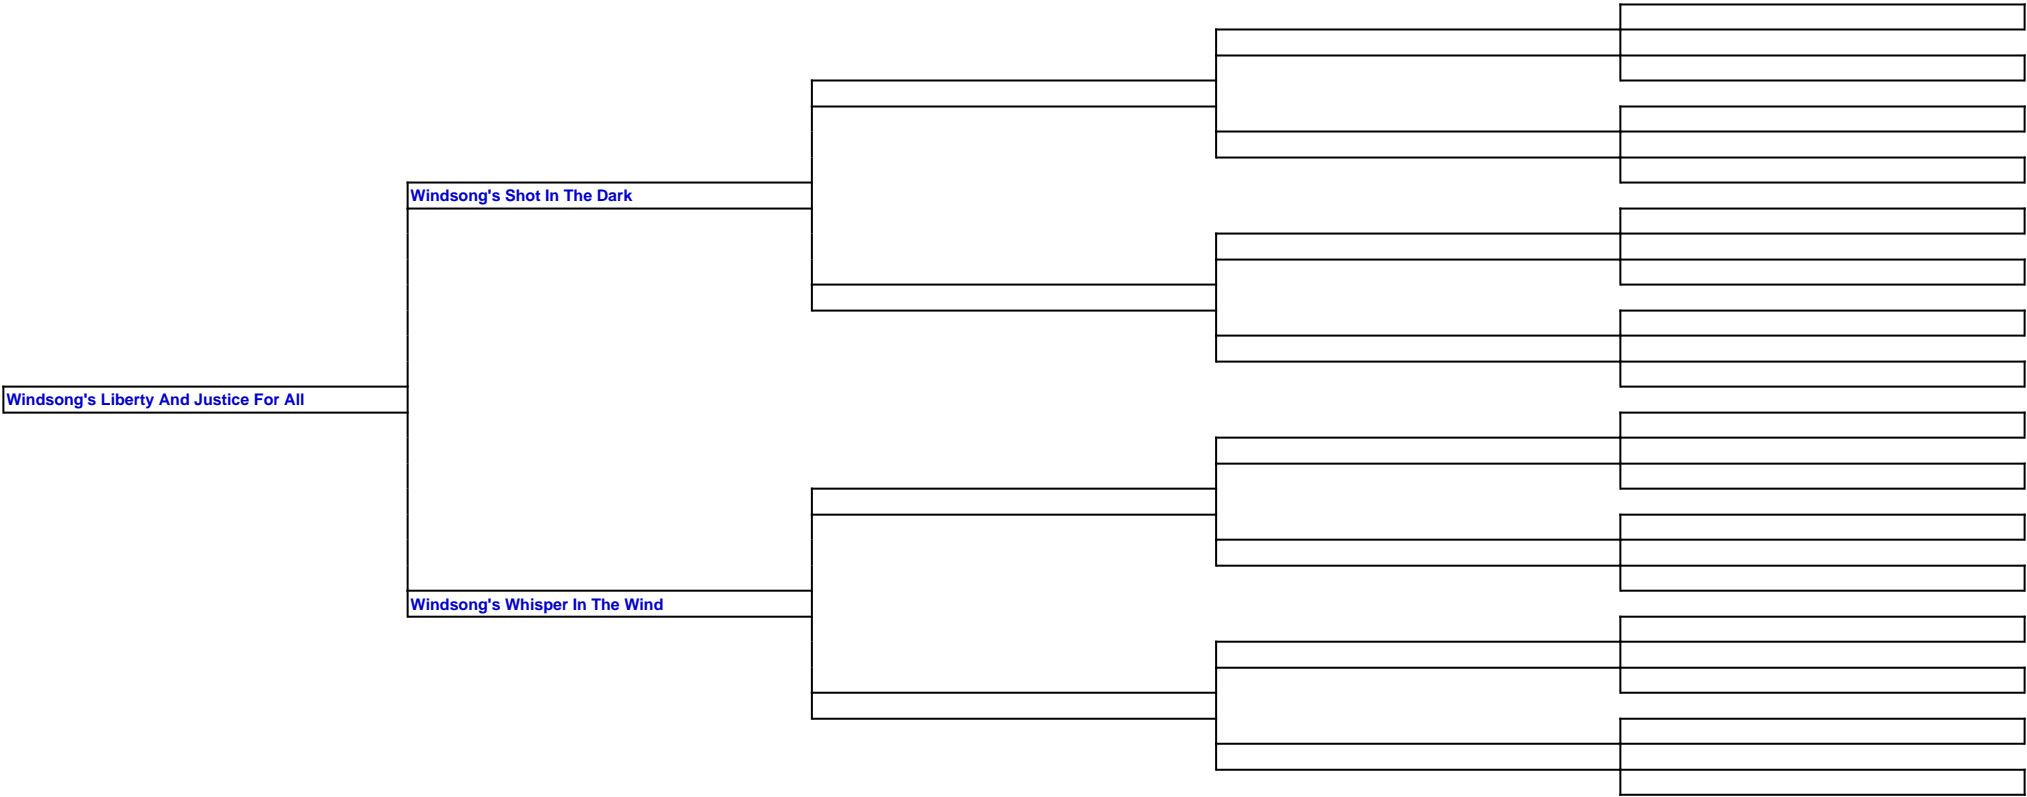 Windsong's Shot In The Dark
Windsong's Liberty And Justice For All
Windsong's Whisper In The Wind